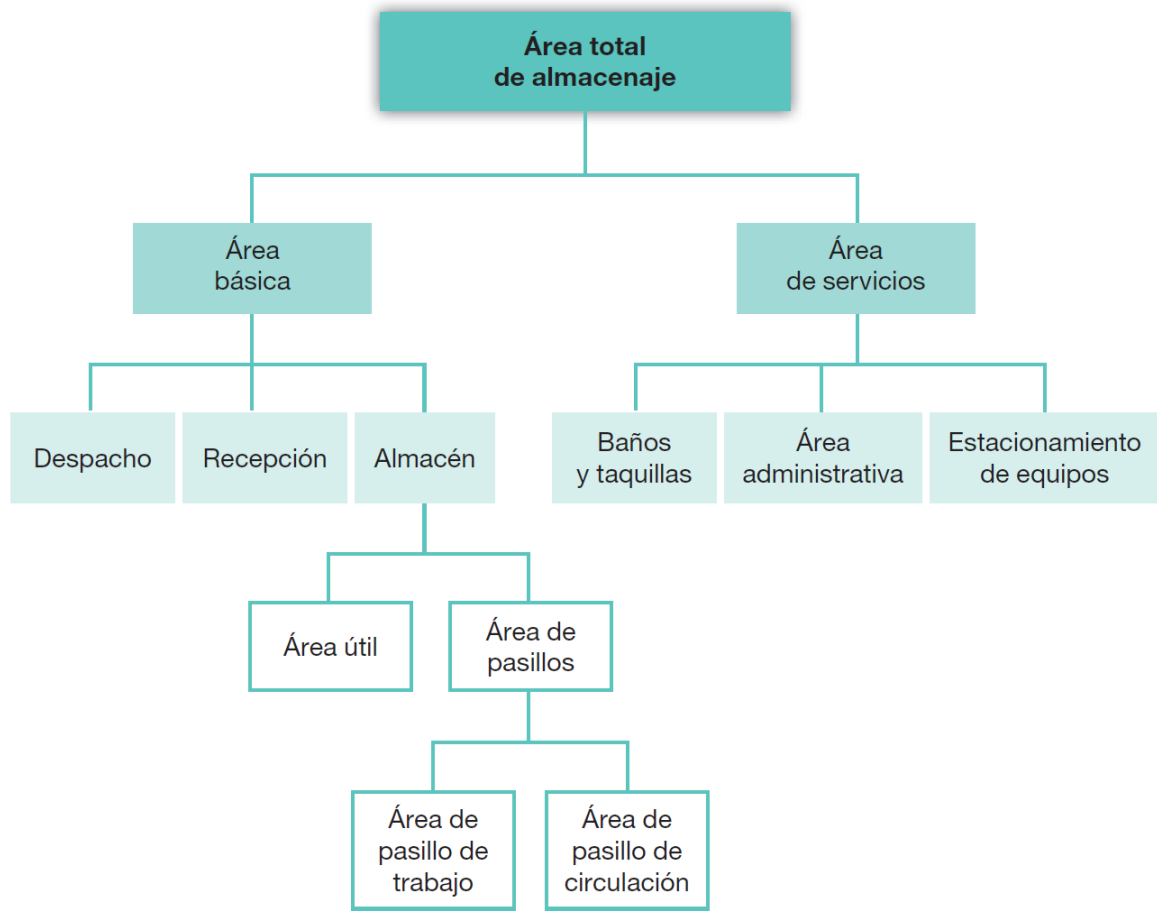 Área total
de almacenaje
Área
básica
Área
de servicios
Despacho
Recepción
Almacén
Baños
y taquillas
Área
administrativa
Estacionamiento
de equipos
Área útil
Área de
pasillos
Área de
pasillo de
trabajo
Área de
pasillo de
circulación